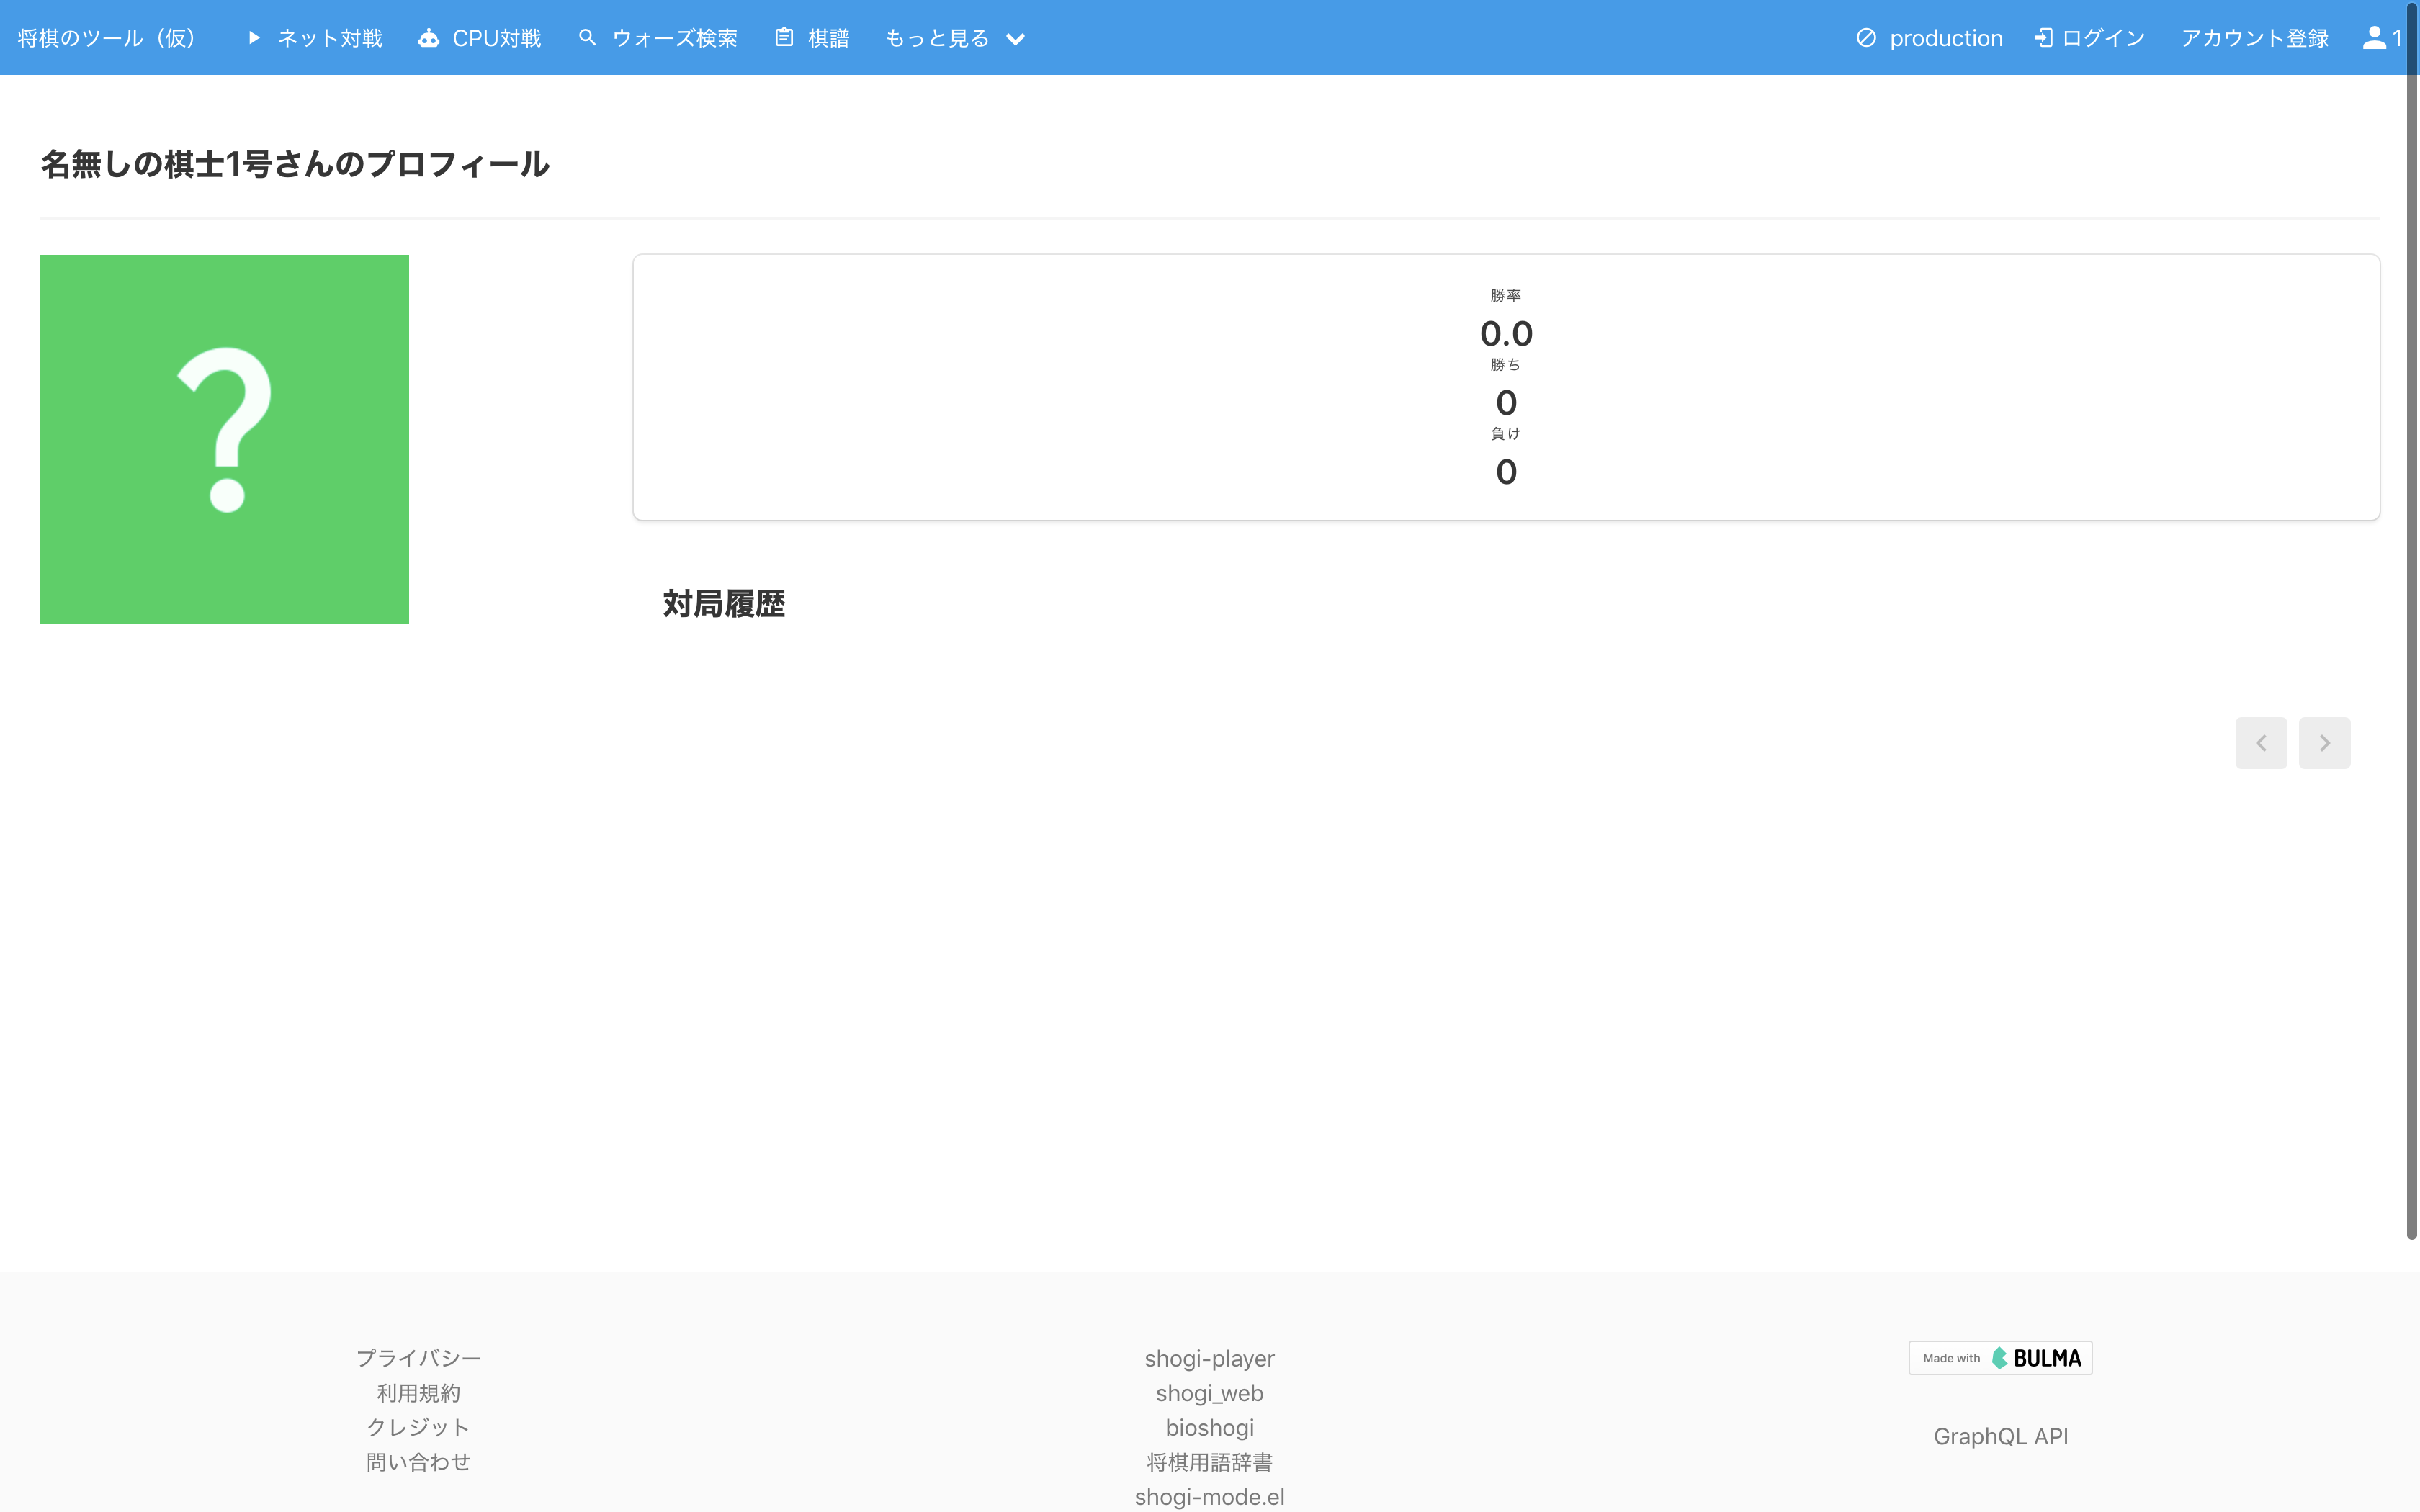 将棋のツール（仮） ネット対戦 CPU対戦 ウォーズ検索 棋譜 もっと見る production ログイン アカウント登録 1
名無しの棋士1号さんのプロフィール
?
勝率
0.0
勝ち
0
負け
0
対局履歴
プライバシー
利用規約
クレジット
問い合わせ
shogi-player
shogi_web
bioshogi
将棋用語辞書
shogi-mode.el
Made with BULMA
GraphQL API